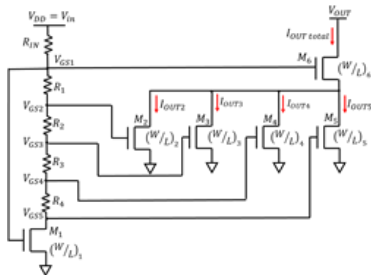 V_DD = V_in
V_OUT
R_IN
I_OUT total
V_GS1
M_6
(W/L)_6
R_1
V_GS2
I_OUT2
I_OUT3
I_OUT4
I_OUT5
R_2
M_2
M_3
M_4
M_5
V_GS3
(W/L)_2
(W/L)_3
(W/L)_4
(W/L)_5
R_3
V_GS4
R_4
V_GS5
M_1
(W/L)_1